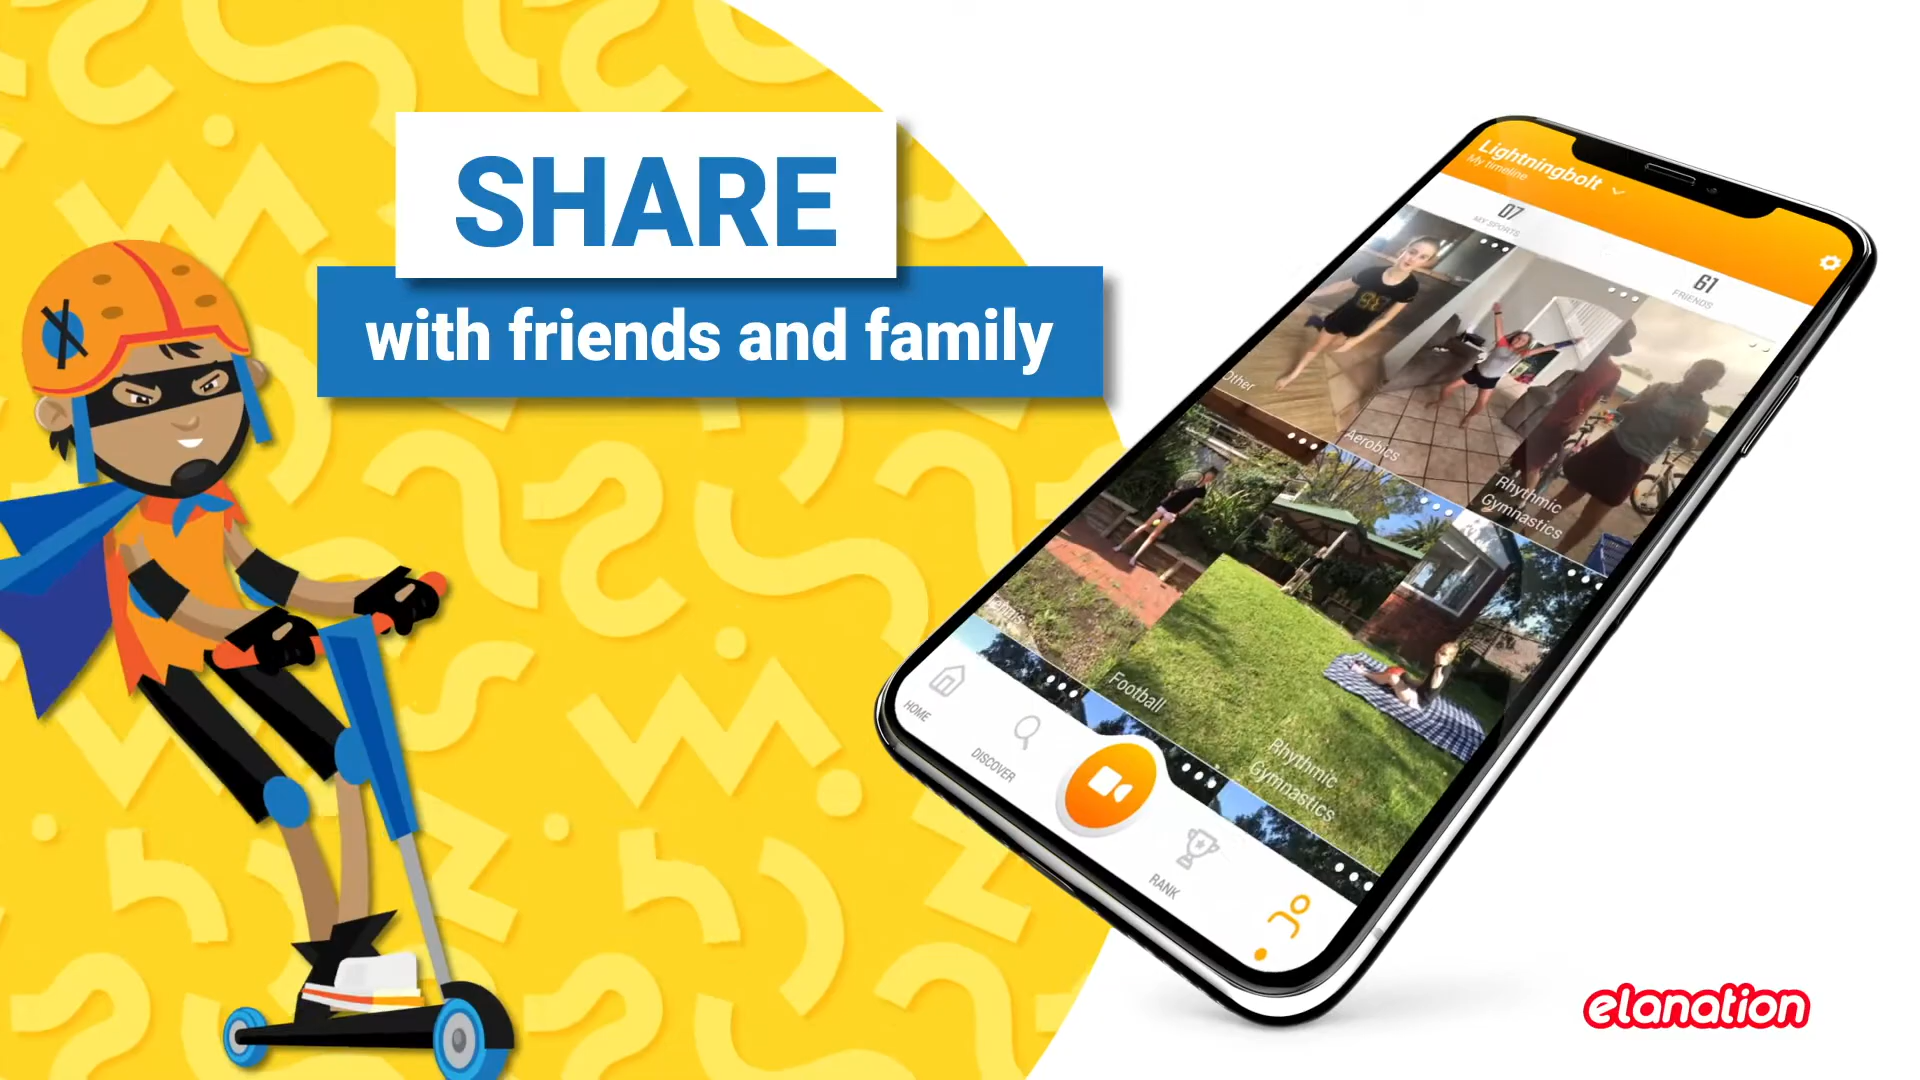 SHARE
with friends and family
Lightningbolt
My timeline
07
MY SPORTS
61
FRIENDS
Other
Aerobics
Rhythmic
Gymnastics
Football
Rhythmic
Gymnastics
HOME
DISCOVER
RANK
elanation